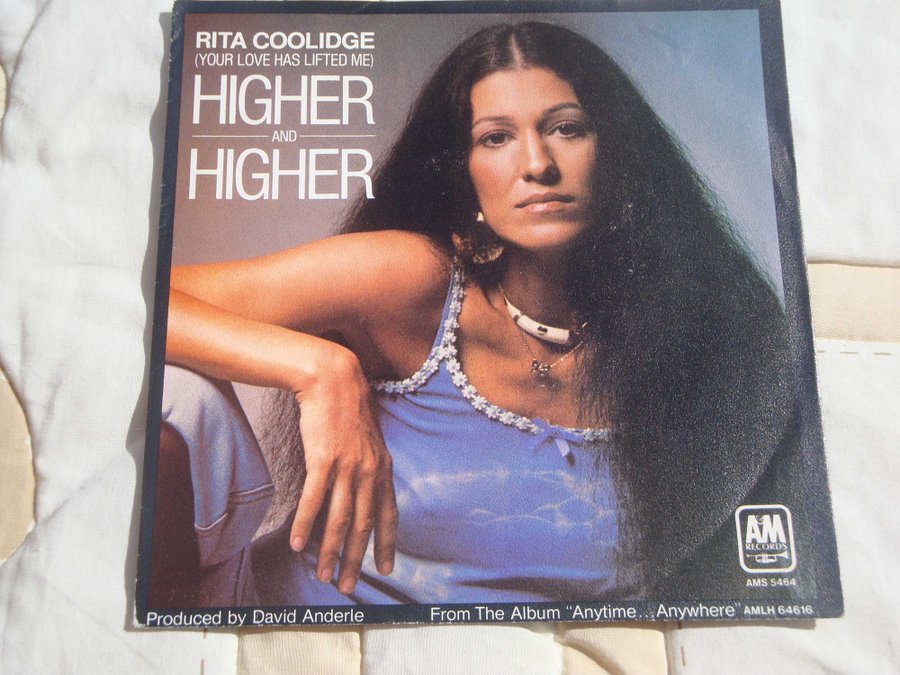 RITA COOLIDGE
(YOUR LOVE HAS LIFTED ME)
HIGHER
AND
HIGHER
A&M
RECORDS
AMS 5464
Produced by David Anderle
From The Album "Anytime...Anywhere" AMLH 64616